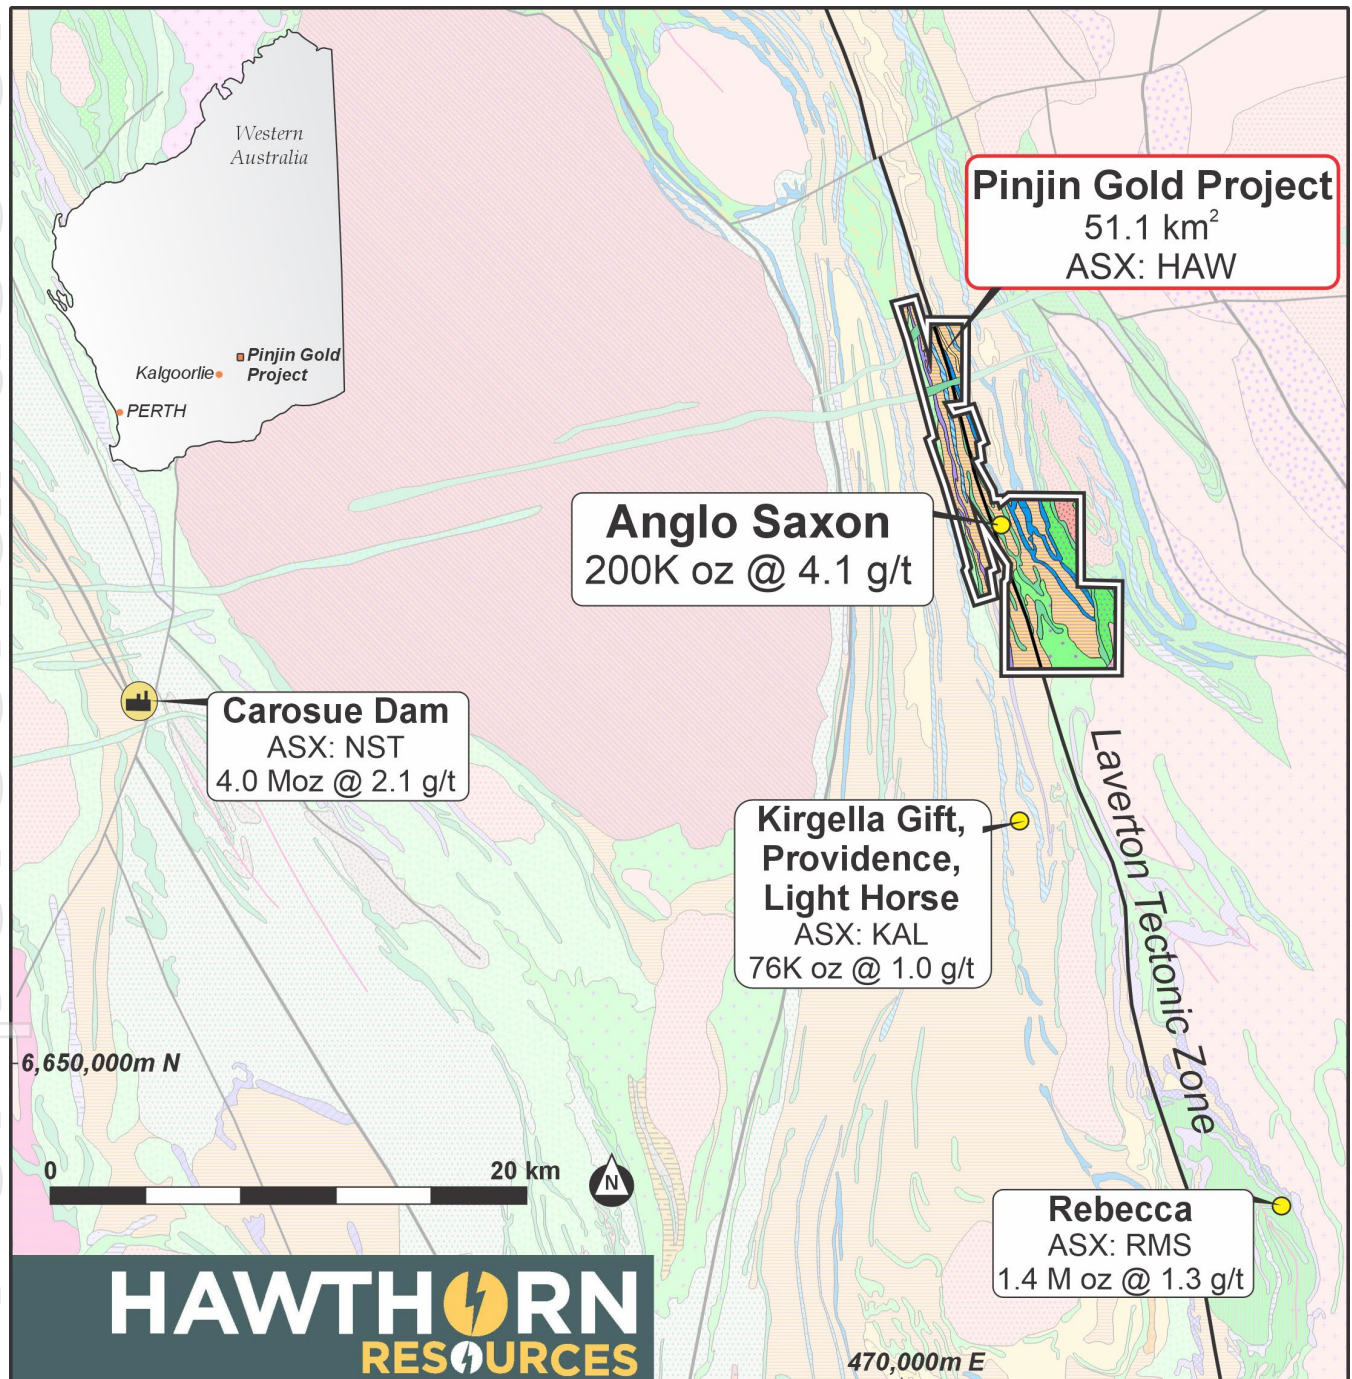 Western
Australia
Pinjin Gold
Project
Kalgoorlie
PERTH
Pinjin Gold Project
51.1 km²
ASX: HAW
Anglo Saxon
200K oz @ 4.1 g/t
Carosue Dam
ASX: NST
4.0 Moz @ 2.1 g/t
Kirgella Gift,
Providence,
Light Horse
ASX: KAL
76K oz @ 1.0 g/t
Laverton Tectonic Zone
6,650,000m N
0 20 km
N
Rebecca
ASX: RMS
1.4 M oz @ 1.3 g/t
HAWTHORN
RESOURCES
470,000m E